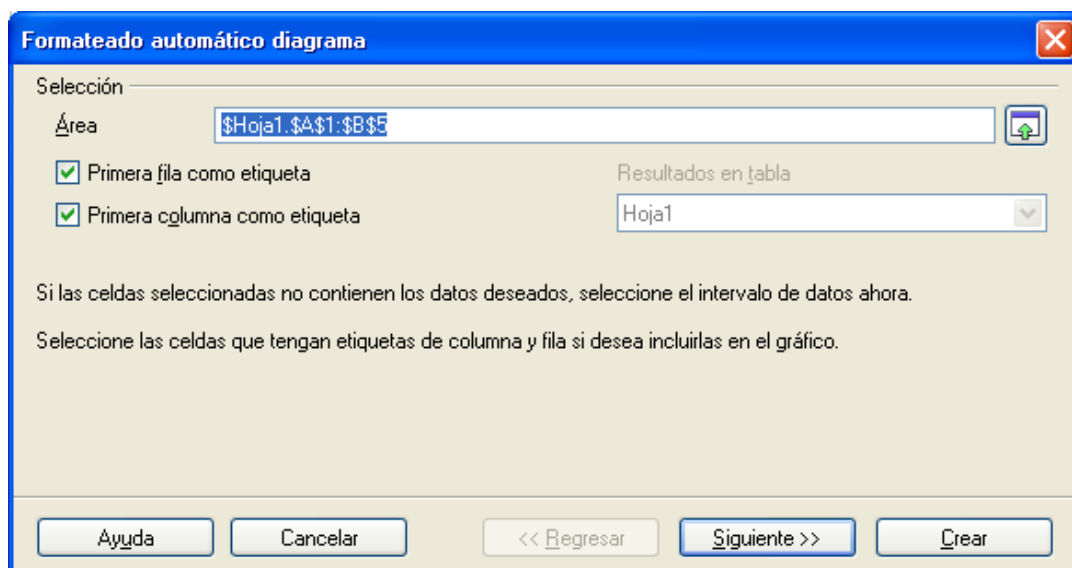 Formateado automático diagrama
Selección
Área $Hoja1.$A$1:$B$5
Primera fila como etiqueta Resultados en tabla
Primera columna como etiqueta Hoja1
Si las celdas seleccionadas no contienen los datos deseados, seleccione el intervalo de datos ahora.
Seleccione las celdas que tengan etiquetas de columna y fila si desea incluirlas en el gráfico.
Ayuda Cancelar << Regresar Siguiente >> Crear